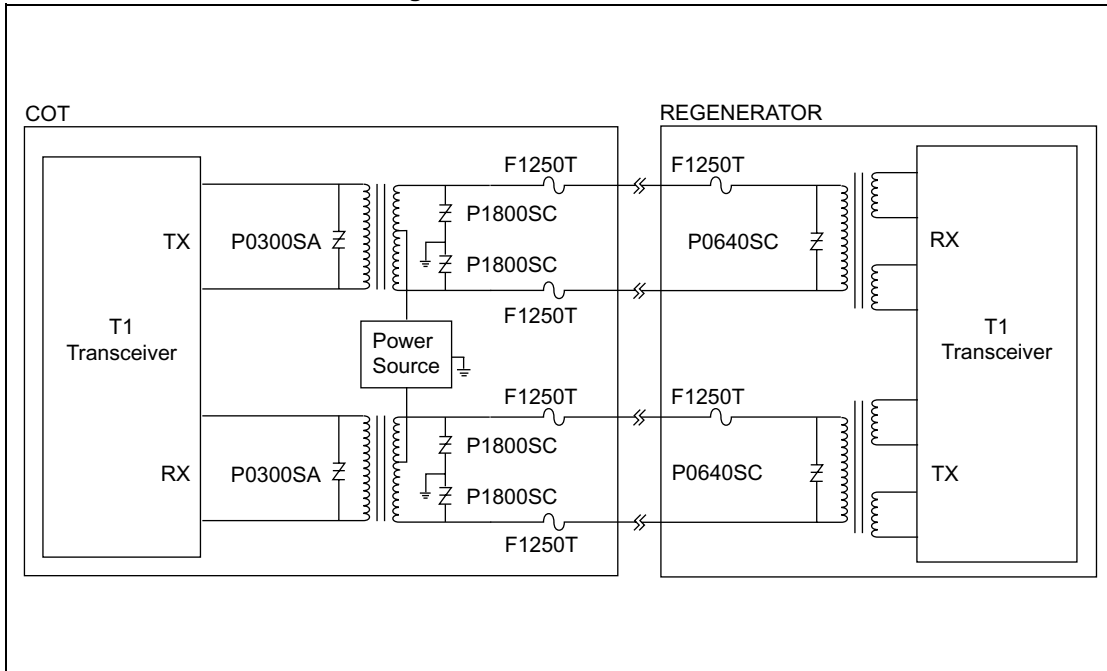 COT
REGENERATOR
F1250T
F1250T
P1800SC
TX
P0300SA
P0640SC
RX
P1800SC
F1250T
T1
Transceiver
Power
Source
T1
Transceiver
F1250T
F1250T
P1800SC
RX
P0300SA
P0640SC
TX
P1800SC
F1250T